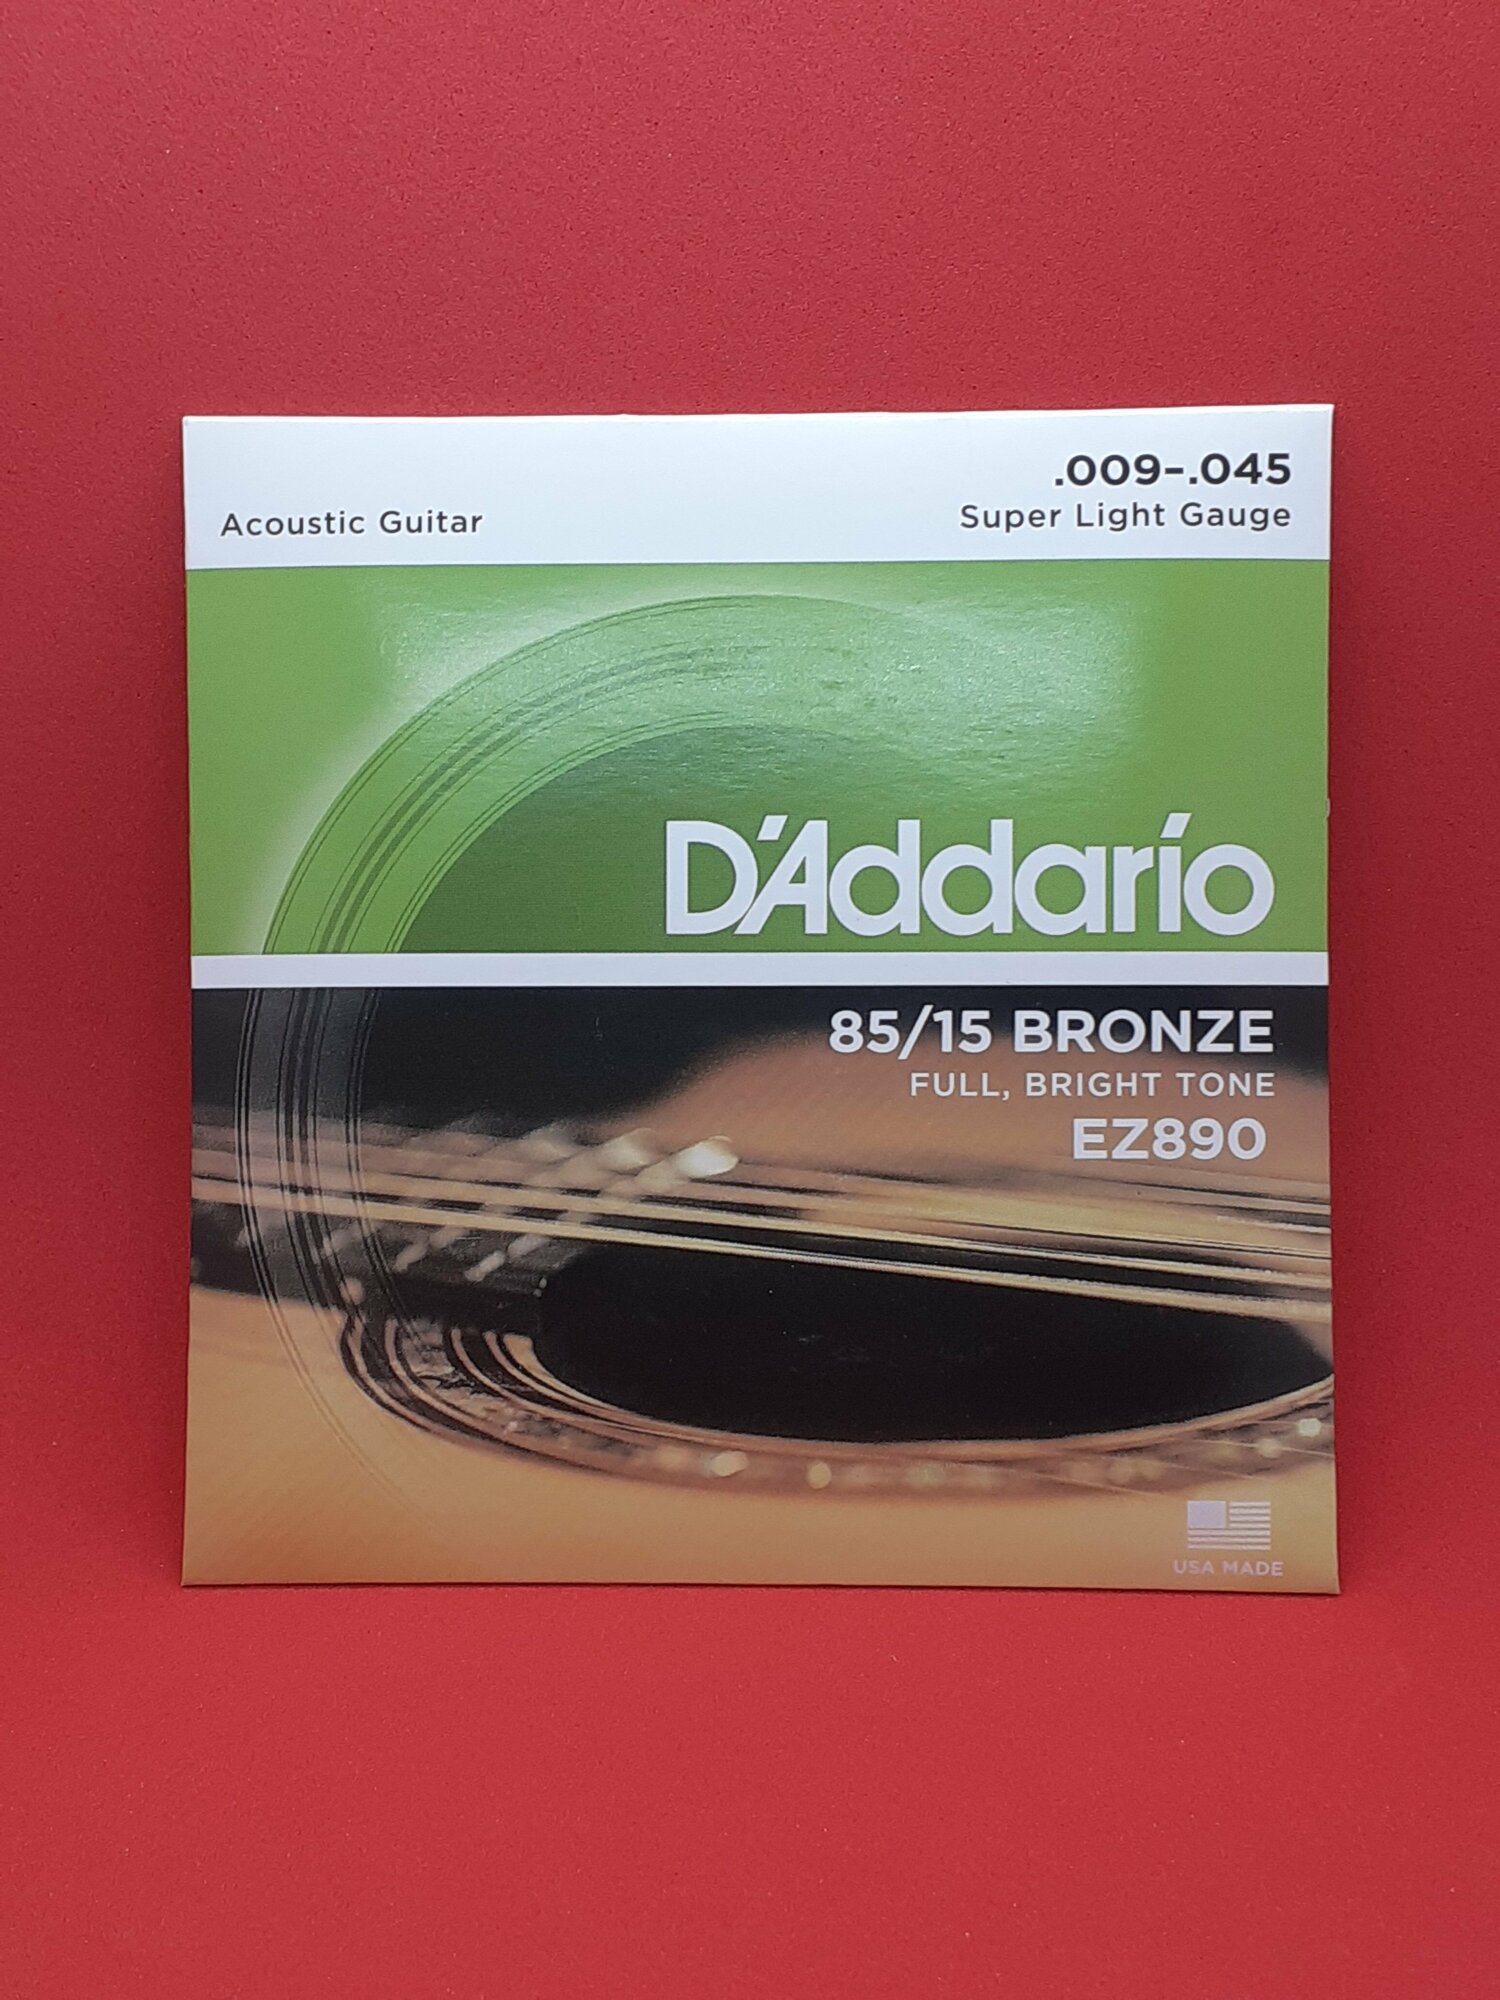 .009–.045
Acoustic Guitar
Super Light Gauge
D'Addario
85/15 BRONZE
FULL, BRIGHT TONE
EZ890
USA MADE